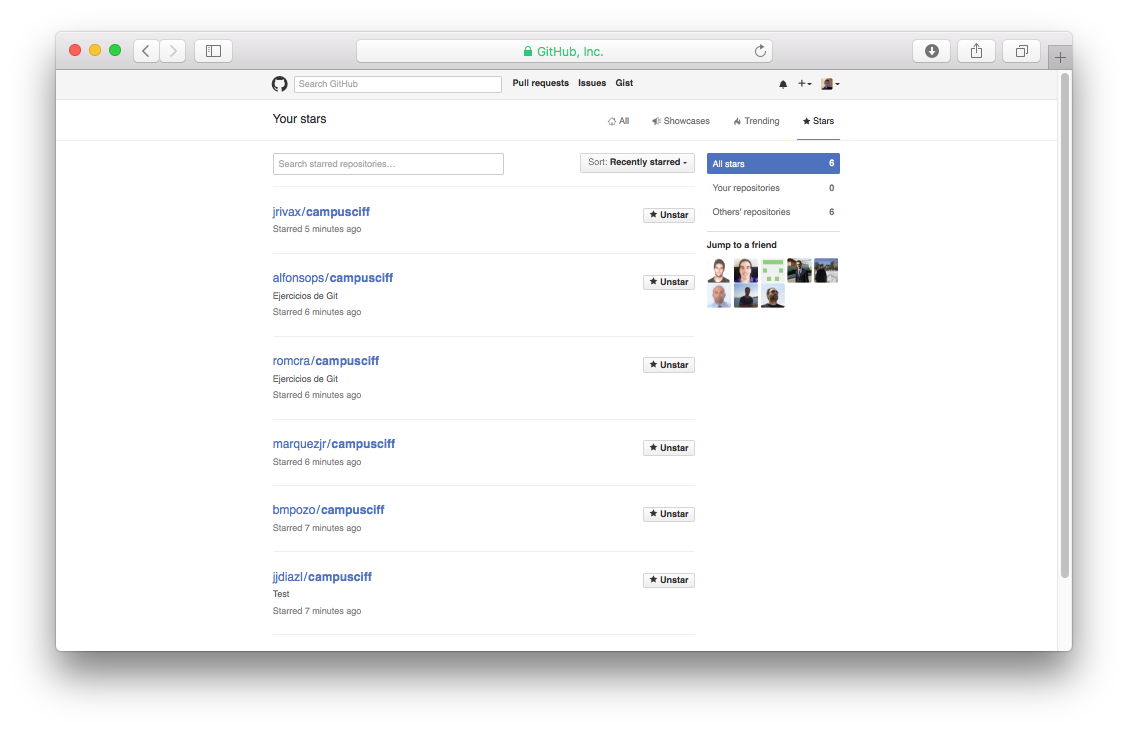 GitHub, Inc.
Search GitHub
Pull requests Issues Gist
Your stars
All Showcases Trending Stars
Search starred repositories…
Sort: Recently starred
All stars 6
Your repositories 0
Others' repositories 6
Jump to a friend
jrivax/campusciff
Unstar
Starred 5 minutes ago
alfonsops/campusciff
Unstar
Ejercicios de Git
Starred 6 minutes ago
romcra/campusciff
Unstar
Ejercicios de Git
Starred 6 minutes ago
marquezjr/campusciff
Unstar
Starred 6 minutes ago
bmpozo/campusciff
Unstar
Starred 7 minutes ago
jjdiazl/campusciff
Unstar
Test
Starred 7 minutes ago